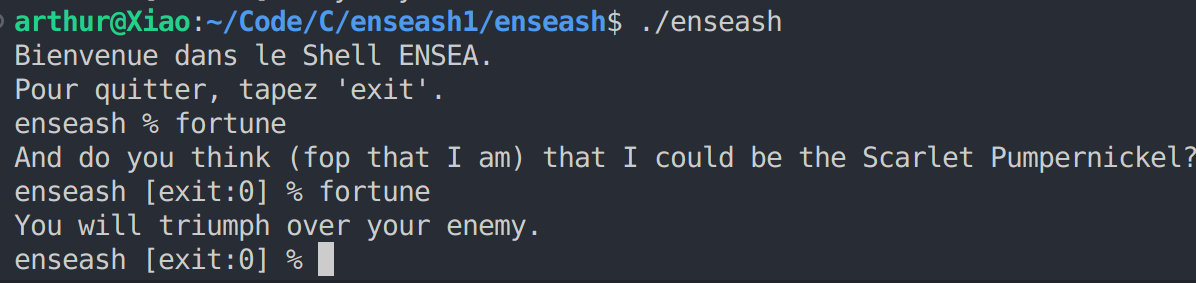 arthur@Xiao:~/Code/C/enseash1/enseash$ ./enseash
Bienvenue dans le Shell ENSEA.
Pour quitter, tapez 'exit'.
enseash % fortune
And do you think (fop that I am) that I could be the Scarlet Pumpernickel?
enseash [exit:0] % fortune
You will triumph over your enemy.
enseash [exit:0] %